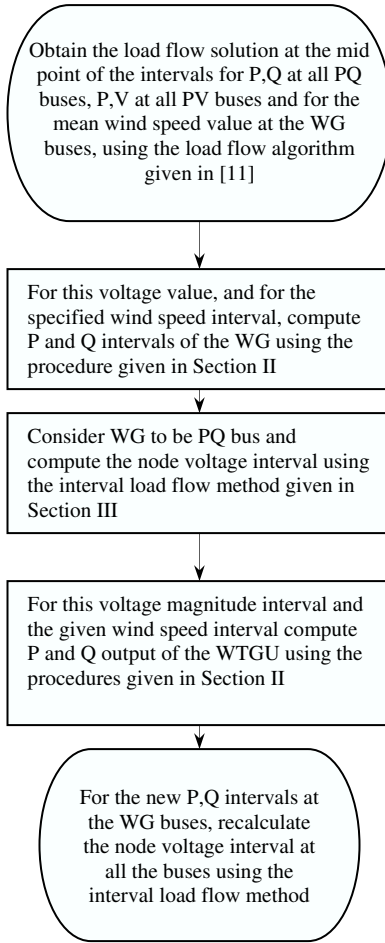 Obtain the load flow solution at the mid
point of the intervals for P,Q at all PQ
buses, P,V at all PV buses and for the
mean wind speed value at the WG
buses, using the load flow algorithm
given in [11]
For this voltage value, and for the
specified wind speed interval, compute
P and Q intervals of the WG using the
procedure given in Section II
Consider WG to be PQ bus and
compute the node voltage interval using
the interval load flow method given in
Section III
For this voltage magnitude interval and
the given wind speed interval compute
P and Q output of the WTGU using the
procedures given in Section II
For the new P,Q intervals at
the WG buses, recalculate
the node voltage interval at
all the buses using the
interval load flow method